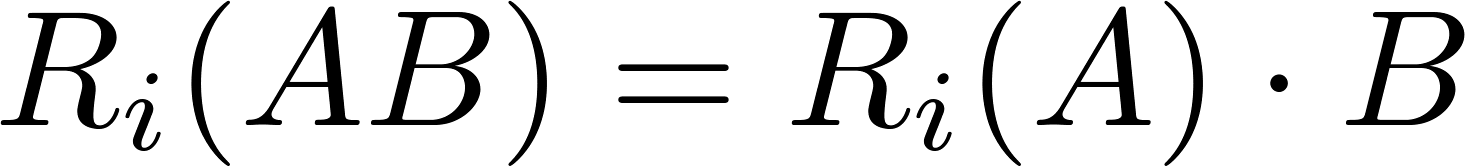 R_i(AB) = R_i(A) · B